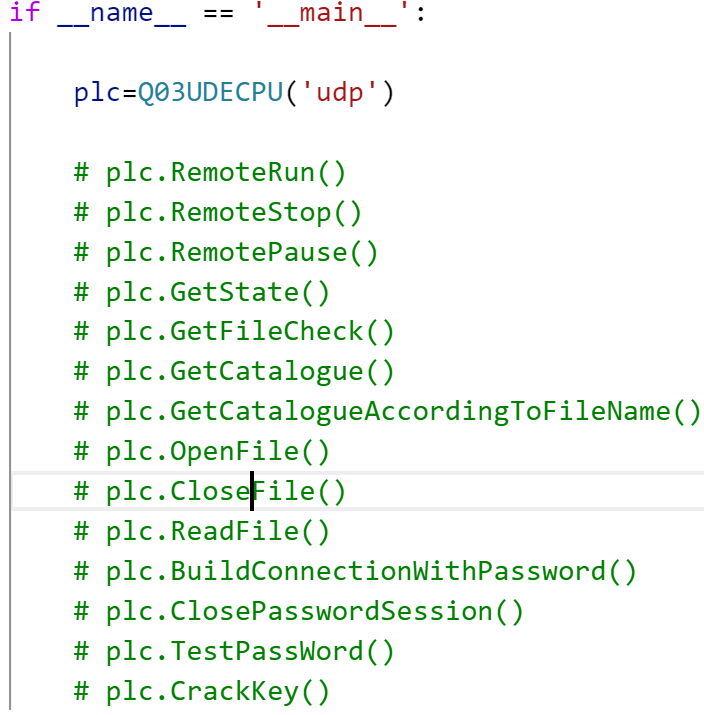 if __name__ == '__main__':
plc=Q03UDECPU('udp')
# plc.RemoteRun()
# plc.RemoteStop()
# plc.RemotePause()
# plc.GetState()
# plc.GetFileCheck()
# plc.GetCatalogue()
# plc.GetCatalogueAccordingToFileName()
# plc.OpenFile()
# plc.CloseFile()
# plc.ReadFile()
# plc.BuildConnectionWithPassword()
# plc.ClosePasswordSession()
# plc.TestPassWord()
# plc.CrackKey()